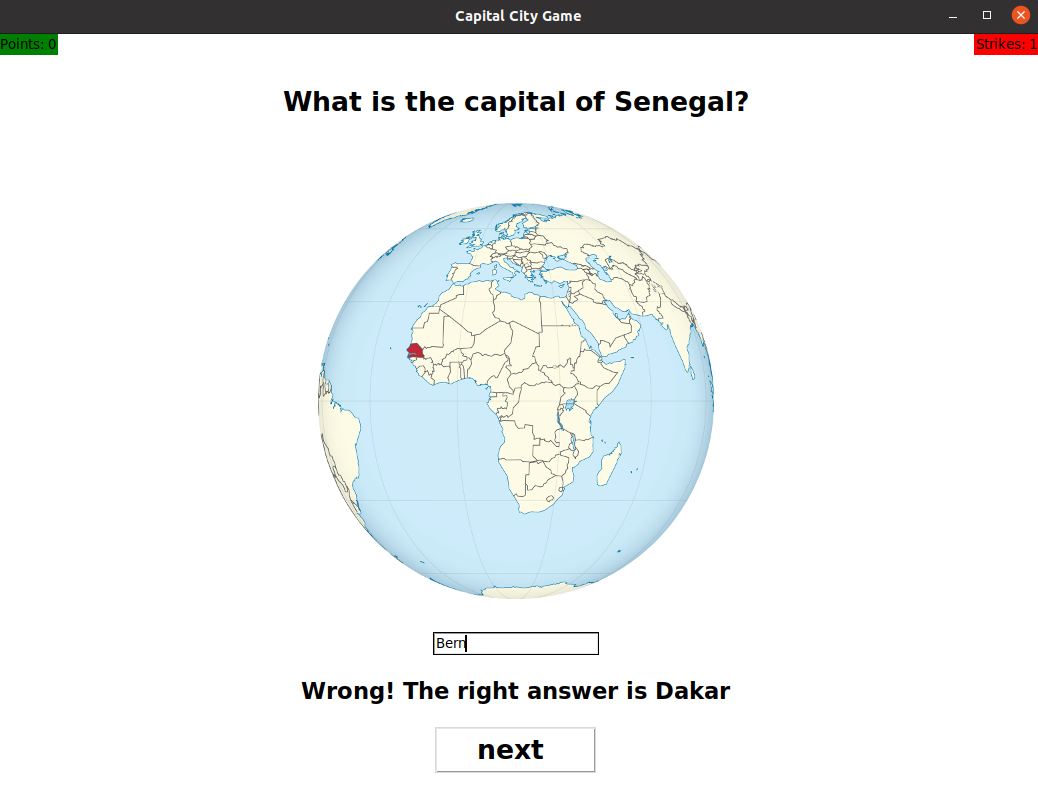 Capital City Game
Points: 0
Strikes: 1
What is the capital of Senegal?
Bern
Wrong! The right answer is Dakar
next